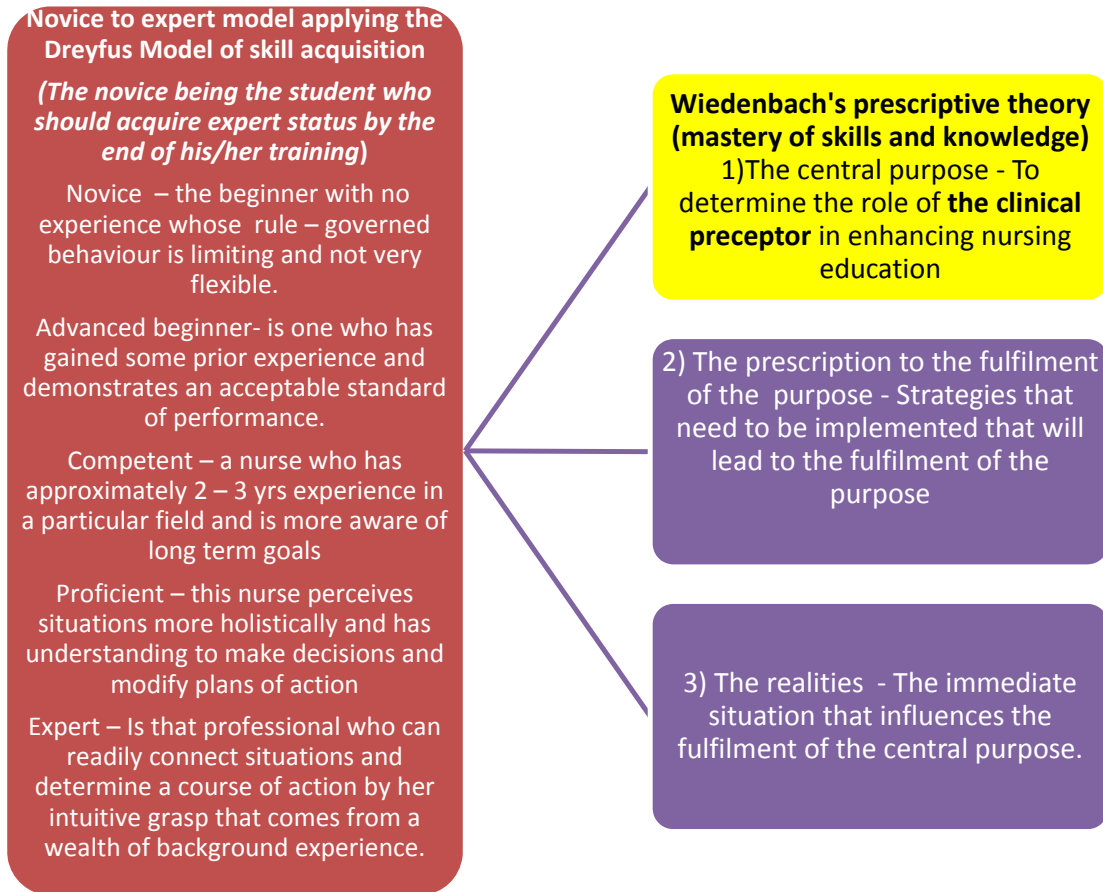 Novice to expert model applying the
Dreyfus Model of skill acquisition
(The novice being the student who
should acquire expert status by the
end of his/her training)
Novice – the beginner with no
experience whose rule – governed
behaviour is limiting and not very
flexible.
Advanced beginner- is one who has
gained some prior experience and
demonstrates an acceptable standard
of performance.
Competent – a nurse who has
approximately 2 – 3 yrs experience in
a particular field and is more aware of
long term goals
Proficient – this nurse perceives
situations more holistically and has
understanding to make decisions and
modify plans of action
Expert – Is that professional who can
readily connect situations and
determine a course of action by her
intuitive grasp that comes from a
wealth of background experience.
Wiedenbach's prescriptive theory
(mastery of skills and knowledge)
1)The central purpose - To
determine the role of the clinical
preceptor in enhancing nursing
education
2) The prescription to the fulfilment
of the purpose - Strategies that
need to be implemented that will
lead to the fulfilment of the
purpose
3) The realities - The immediate
situation that influences the
fulfilment of the central purpose.